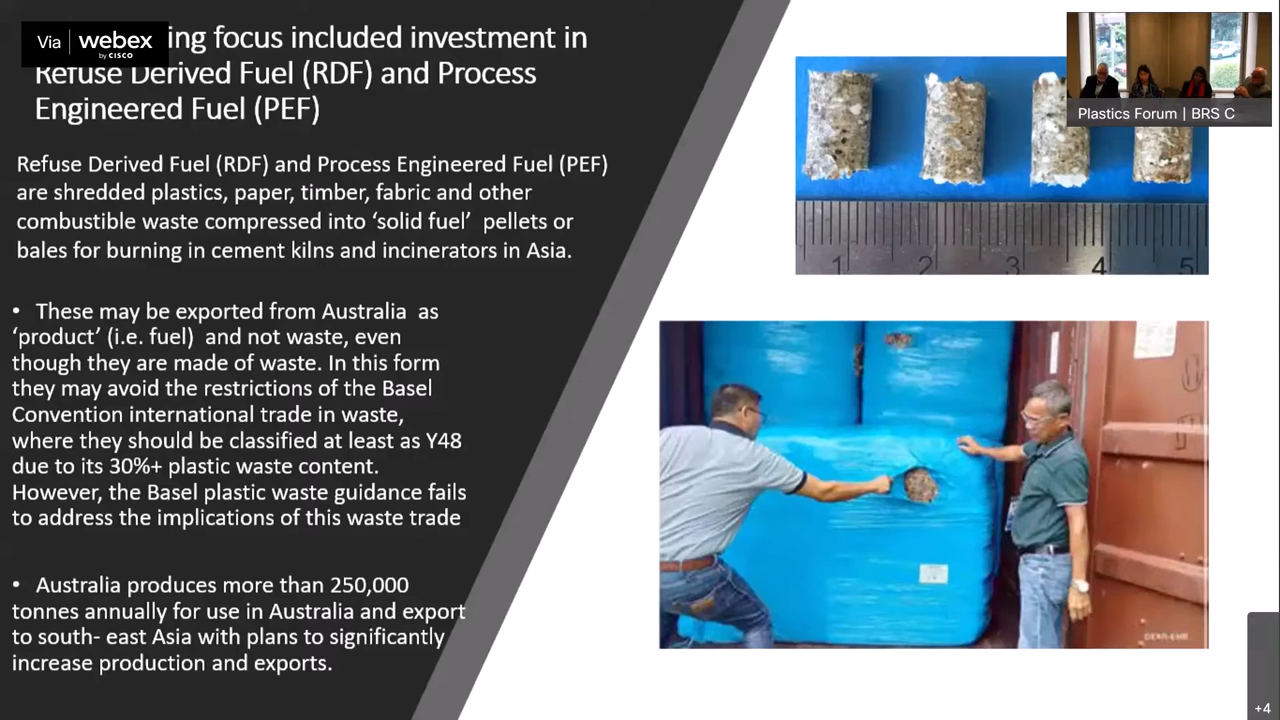 Via webex
by CISCO
ing focus included investment in
Refuse Derived Fuel (RDF) and Process
Engineered Fuel (PEF)
Refuse Derived Fuel (RDF) and Process Engineered Fuel (PEF)
are shredded plastics, paper, timber, fabric and other
combustible waste compressed into ‘solid fuel’ pellets or
bales for burning in cement kilns and incinerators in Asia.
• These may be exported from Australia as
‘product’ (i.e. fuel) and not waste, even
though they are made of waste. In this form
they may avoid the restrictions of the Basel
Convention international trade in waste,
where they should be classified at least as Y48
due to its 30%+ plastic waste content.
However, the Basel plastic waste guidance fails
to address the implications of this waste trade
• Australia produces more than 250,000
tonnes annually for use in Australia and export
to south- east Asia with plans to significantly
increase production and exports.
Plastics Forum | BRS C
1 2 3 4 5
DENR-EMB
+4